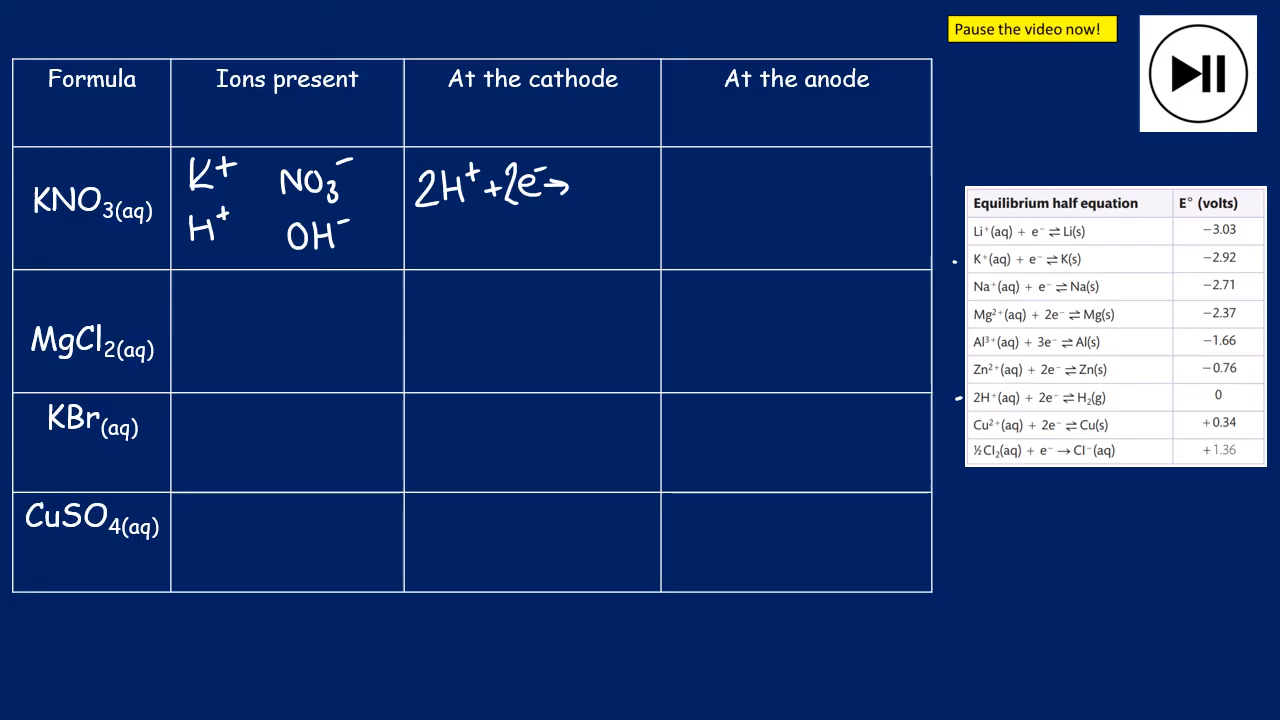 Pause the video now!
Formula Ions present At the cathode At the anode
KNO₃(aq) K⁺ NO₃⁻ 2H⁺ + 2e⁻ →
H⁺ OH⁻
MgCl₂(aq)
KBr(aq)
CuSO₄(aq)
Equilibrium half equation E° (volts)
Li⁺(aq) + e⁻ ⇌ Li(s) −3.03
K⁺(aq) + e⁻ ⇌ K(s) −2.92
Na⁺(aq) + e⁻ ⇌ Na(s) −2.71
Mg²⁺(aq) + 2e⁻ ⇌ Mg(s) −2.37
Al³⁺(aq) + 3e⁻ ⇌ Al(s) −1.66
Zn²⁺(aq) + 2e⁻ ⇌ Zn(s) −0.76
2H⁺(aq) + 2e⁻ ⇌ H₂(g) 0
Cu²⁺(aq) + 2e⁻ ⇌ Cu(s) +0.34
½Cl₂(aq) + e⁻ → Cl⁻(aq) +1.36